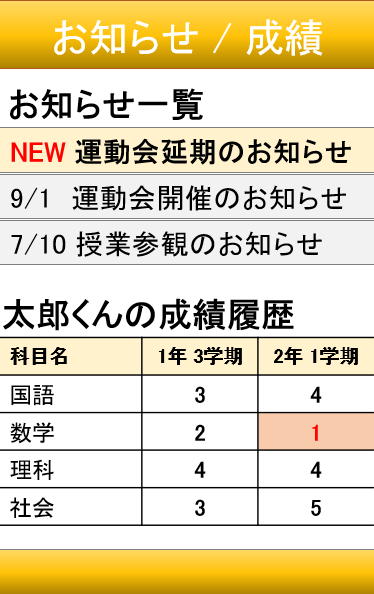 お知らせ / 成績
お知らせ一覧
NEW 運動会延期のお知らせ
9/1 運動会開催のお知らせ
7/10 授業参観のお知らせ
太郎くんの成績履歴
科目名 1年 3学期 2年 1学期
国語 3 4
数学 2 1
理科 4 4
社会 3 5